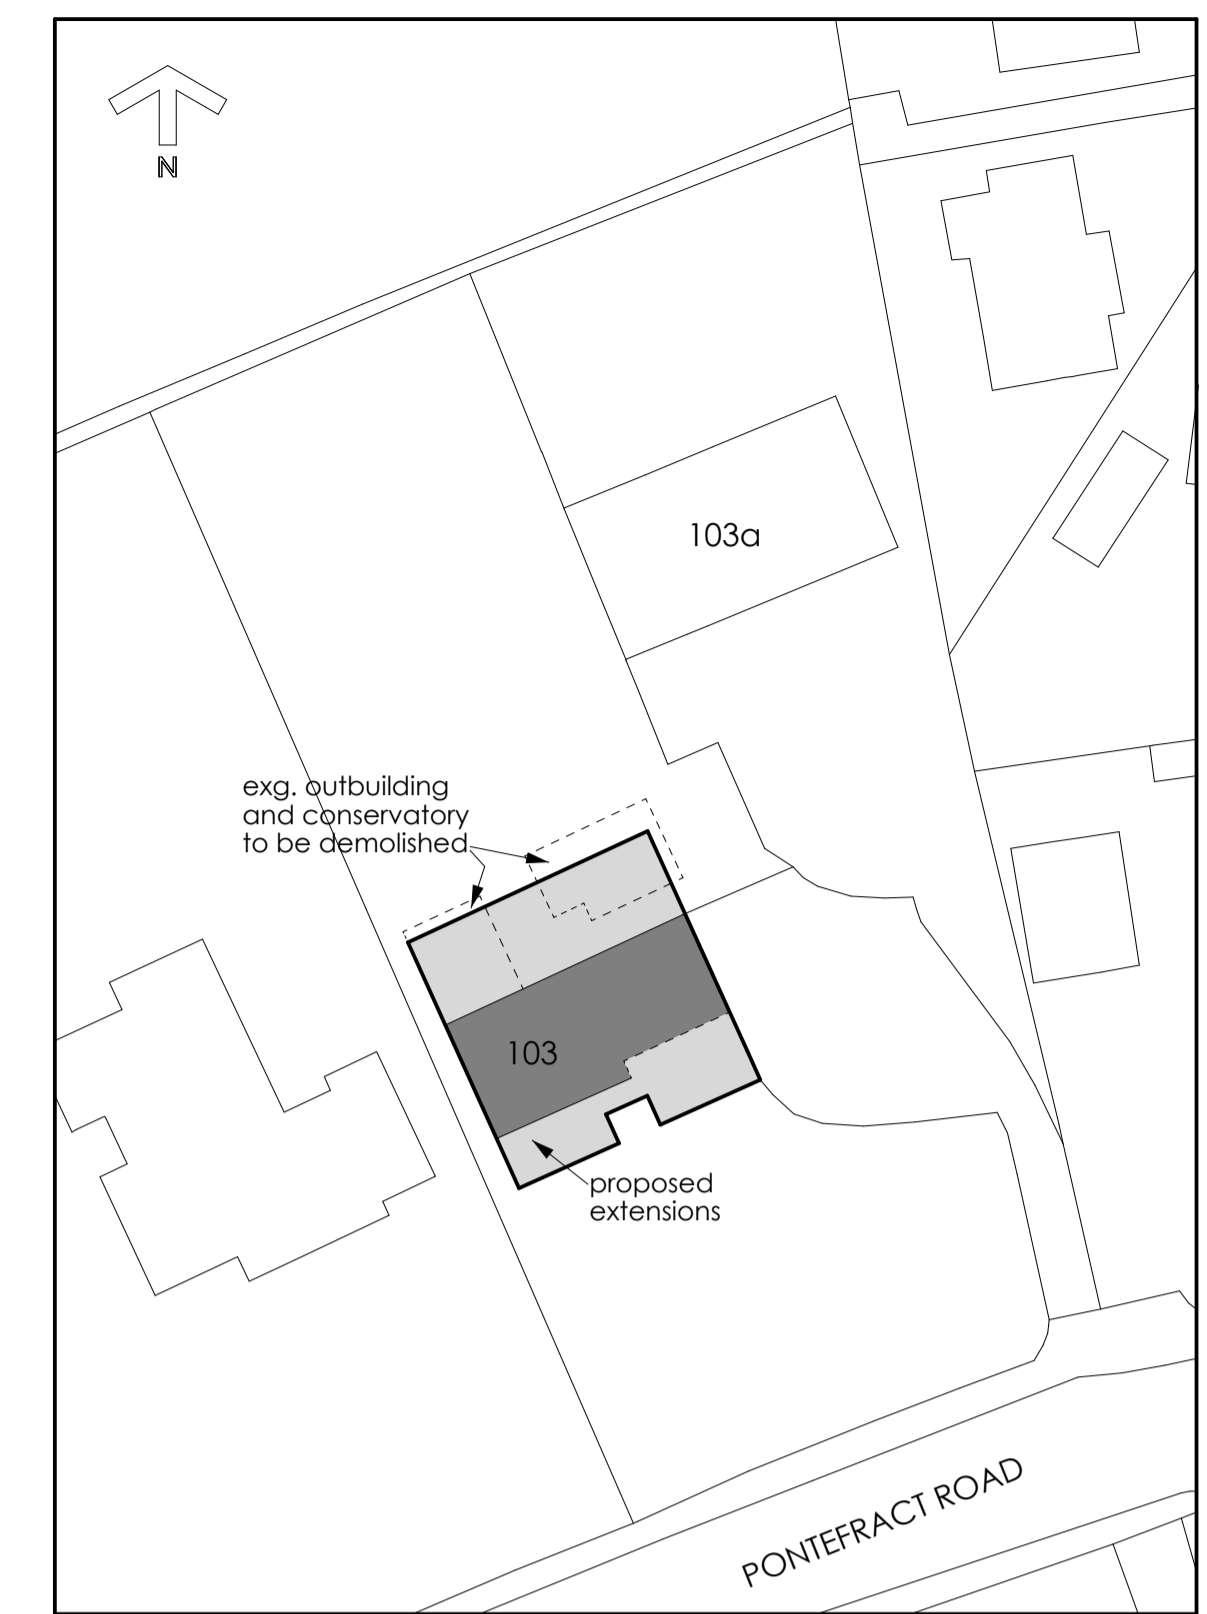 N
103a
exg. outbuilding
and conservatory
to be demolished
103
proposed
extensions
PONTEFRACT ROAD